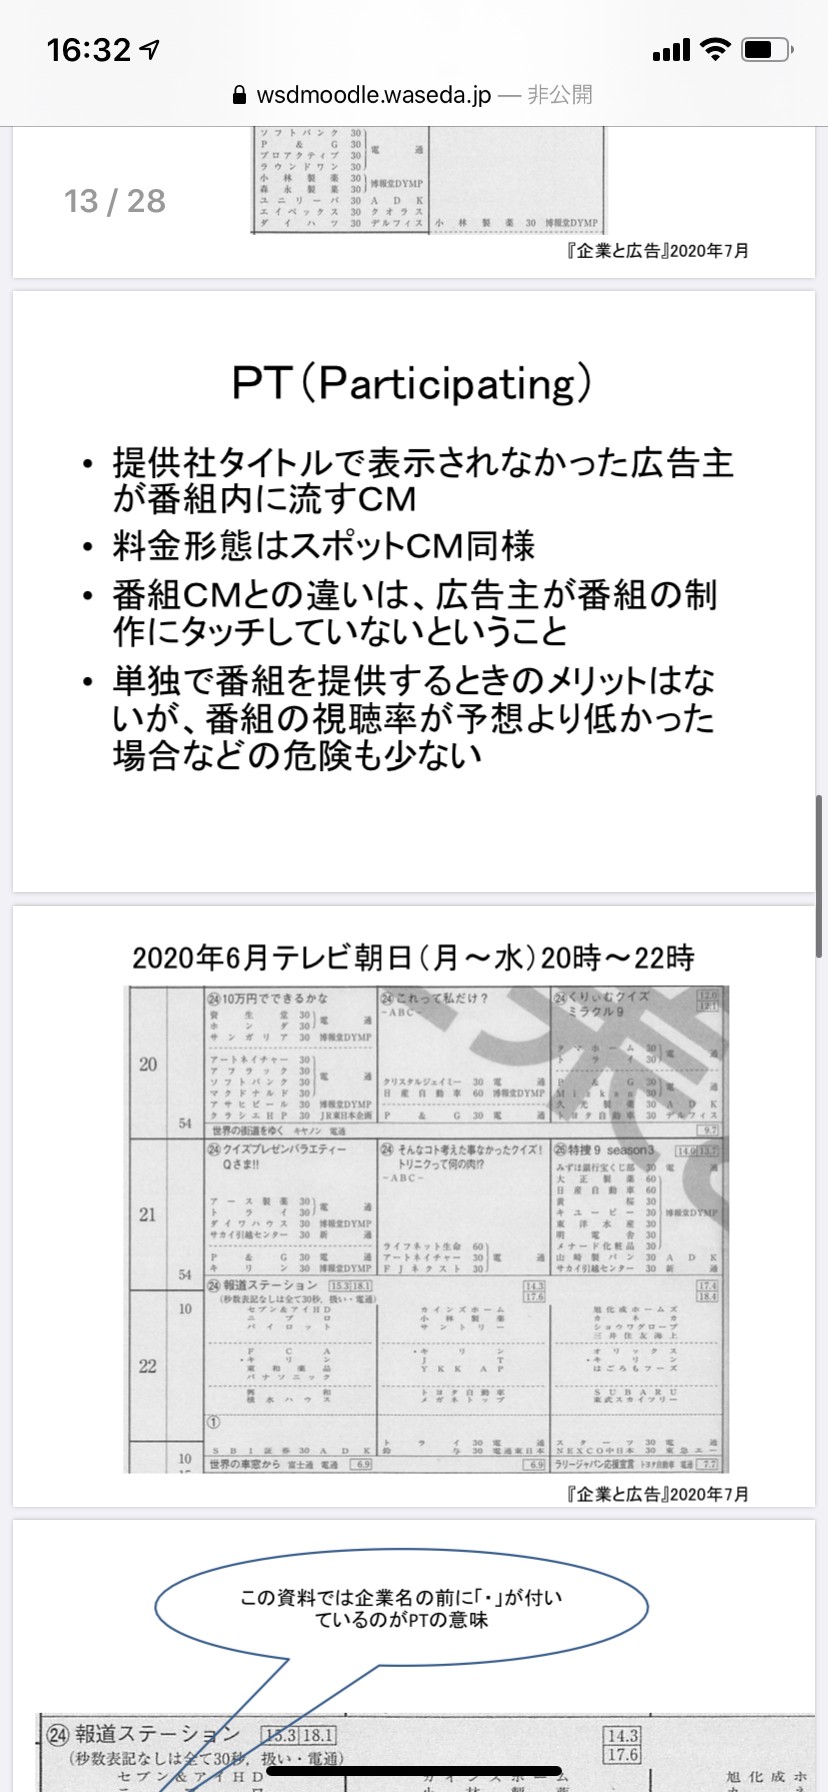 16:32
wsdmoodle.waseda.jp — 非公開
13 / 28
ソフトバンク 30
P & G 30
プロアクティブ 30
電通
ラウンドワン 30
小林製薬 30
森永製菓 30
博報堂DYMP
ユニリーバ 30 ADK
エイベックス 30 クオラス
ダイハツ 30 デルフィス
小林製薬 30 博報堂DYMP
『企業と広告』2020年7月
PT(Participating)
• 提供社タイトルで表示されなかった広告主
が番組内に流すCM
• 料金形態はスポットCM同様
• 番組CMとの違いは、広告主が番組の制
作にタッチしていないということ
• 単独で番組を提供するときのメリットはな
いが、番組の視聴率が予想より低かった
場合などの危険も少ない
2020年6月テレビ朝日(月～水)20時～22時
20
54
㉔10万円でできるかな
資生堂 30
ホンダ 30
電通
サンガリア 30 博報堂DYMP
アートネイチャー 30
アフラック 30
ソフトバンク 30
マクドナルド 30
電通
アサヒビール 30 博報堂DYMP
クラシエHP 30 JR東日本企画
世界の街道をゆく キヤノン 電通
㉔これって私だけ?
-ABC-
クリスタルジェイミー 30 電通
日産自動車 60 博報堂DYMP
P & G 30 電通
㉔くりぃむクイズ
ミラクル9
12.0
タマホーム 30
トライ 30
電通
P & G 30
Mizkan 30
電通
久光製薬 30 ADK
トヨタ自動車 30 デルフィス
9.7
21
54
㉔クイズプレゼンバラエティー
Qさま!!
アース製薬 30
トライ 30
電通
ダイワハウス 30 博報堂DYMP
サカイ引越センター 30 新通
P & G 30 電通
キリン 30 博報堂DYMP
㉔そんなコト考えた事なかったクイズ!
トリニクって何の肉!?
-ABC-
ライフネット生命 60
アートネイチャー 30
FJネクスト 30
電通
㉖特捜9 season3
14.0 13.7
みずほ銀行宝くじ部 30 電通
大正製薬 60
日産自動車 60
黄桜 30
キユーピー 30
東洋水産 30
明電舎 30
メナード化粧品 30
博報堂DYMP
山崎製パン 30 ADK
サカイ引越センター 30 新通
10
22
10
㉔報道ステーション 15.3 18.1
(秒数表記なしは全て30秒，扱い・電通)
セブン&アイHD
ニプロ
パイロット
FCA
・キリン
東和薬品
パナソニック
興和
積水ハウス
①
SBI証券 30 ADK
世界の車窓から 富士通 電通 6.9
14.3
17.6
カインズホーム
小林製薬
サントリー
・キリン
JT
YKK AP
トヨタ自動車
メガネトップ
トライ 30 電通
鈴与 30 電通東日本
6.9
17.4
18.4
旭化成ホームズ
カネカ
ショウワグローブ
三井住友海上
オリックス
・キリン
はごろもフーズ
SUBARU
東武スカイツリー
スターツ 30 電通
NEXCO中日本 30 東急エー
ラリージャパン応援宣言 トヨタ自動車 電通 7.7
『企業と広告』2020年7月
この資料では企業名の前に「・」が付い
ているのがPTの意味
㉔ 報道ステーション 15.3 18.1
14.3
17.6
(秒数表記なしは全て30秒，扱い・電通)
セブン&アイHD
カインズホーム
旭化成ホ